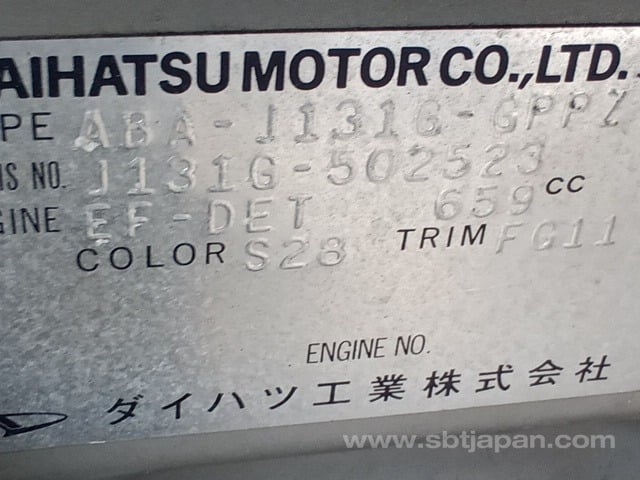 AIHATSU MOTOR CO.,LTD.
PE ABA-J131G-GPPZ
IS NO. J131G-502523
GINE EF-DET 659 CC
COLOR S28 TRIM FG11
ENGINE NO.
ダイハツ工業株式会社
www.sbtjapan.com